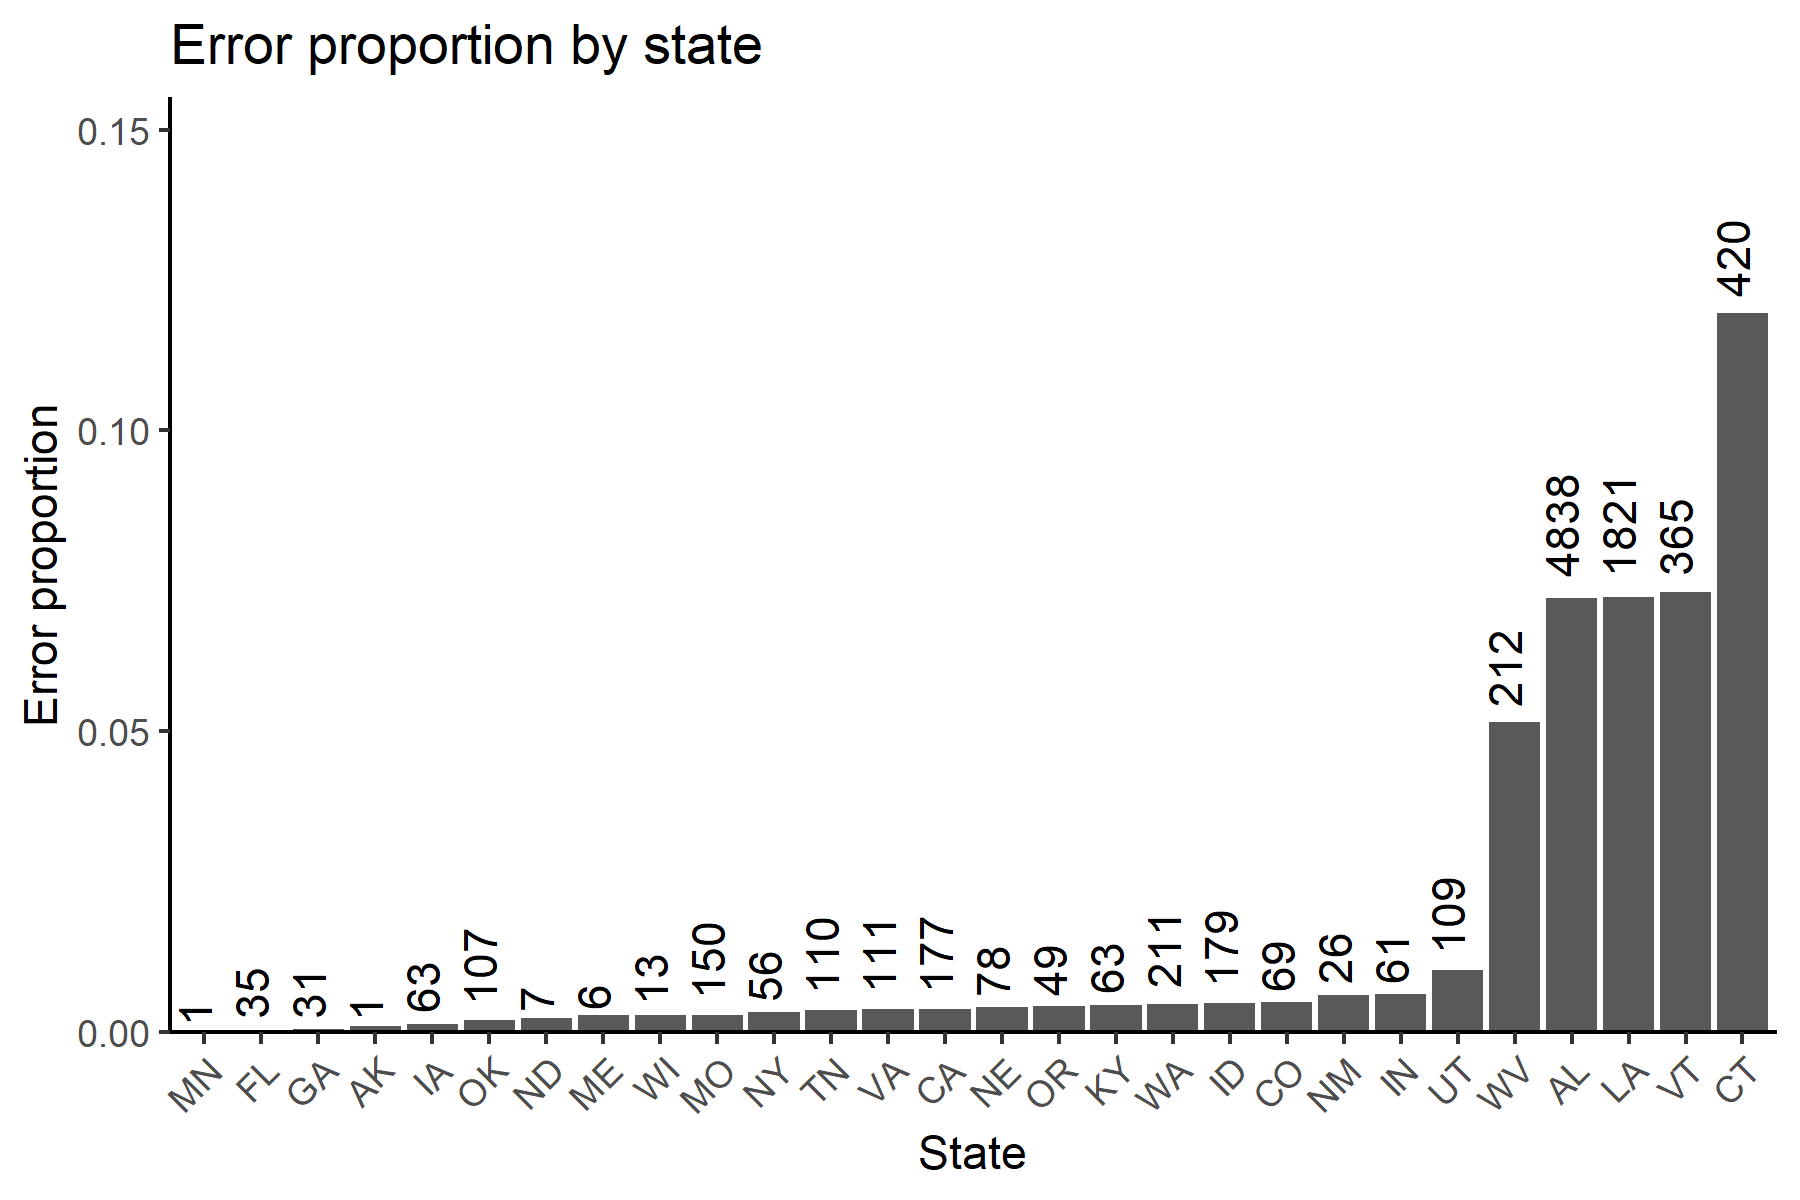 Error proportion by state
Error proportion
0.15
0.10
0.05
0.00
1 35 31 1 63 107 7 6 13 150 56 110 111 177 78 49 63 211 179 69 26 61 109 212 4838 1821 365 420
MN FL GA AK IA OK ND ME WI MO NY TN VA CA NE OR KY WA ID CO NM IN UT WV AL LA VT CT
State